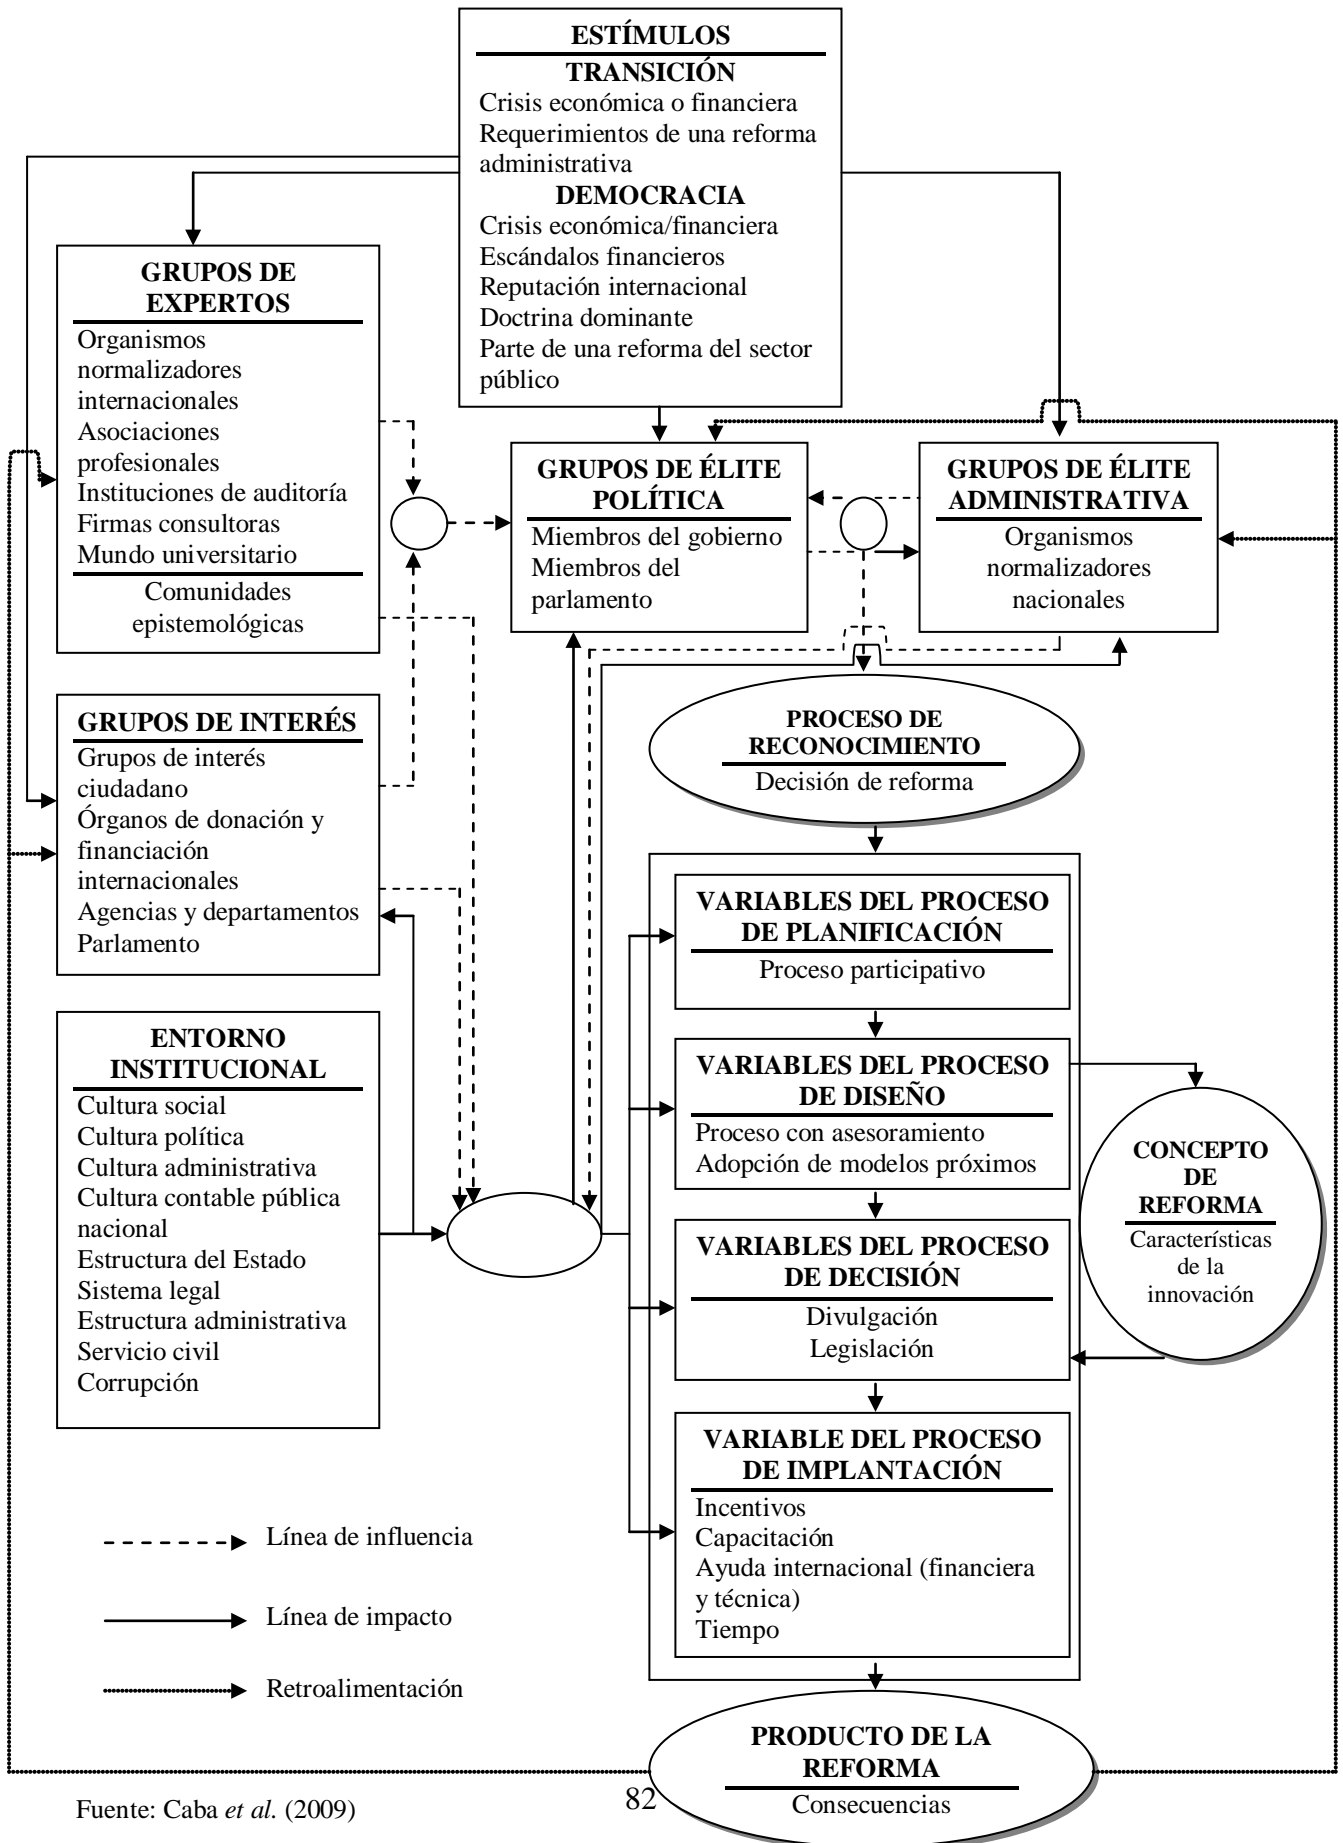 ESTÍMULOS
TRANSICIÓN
Crisis económica o financiera
Requerimientos de una reforma
administrativa
DEMOCRACIA
Crisis económica/financiera
Escándalos financieros
Reputación internacional
Doctrina dominante
Parte de una reforma del sector
público
GRUPOS DE
EXPERTOS
Organismos
normalizadores
internacionales
Asociaciones
profesionales
Instituciones de auditoría
Firmas consultoras
Mundo universitario
Comunidades
epistemológicas
GRUPOS DE ÉLITE
POLÍTICA
Miembros del gobierno
Miembros del
parlamento
GRUPOS DE ÉLITE
ADMINISTRATIVA
Organismos
normalizadores
nacionales
GRUPOS DE INTERÉS
Grupos de interés
ciudadano
Órganos de donación y
financiación
internacionales
Agencias y departamentos
Parlamento
PROCESO DE
RECONOCIMIENTO
Decisión de reforma
ENTORNO
INSTITUCIONAL
Cultura social
Cultura política
Cultura administrativa
Cultura contable pública
nacional
Estructura del Estado
Sistema legal
Estructura administrativa
Servicio civil
Corrupción
VARIABLES DEL PROCESO
DE PLANIFICACIÓN
Proceso participativo
VARIABLES DEL PROCESO
DE DISEÑO
Proceso con asesoramiento
Adopción de modelos próximos
CONCEPTO
DE
REFORMA
Características
de la
innovación
VARIABLES DEL PROCESO
DE DECISIÓN
Divulgación
Legislación
VARIABLE DEL PROCESO
DE IMPLANTACIÓN
Incentivos
Capacitación
Ayuda internacional (financiera
y técnica)
Tiempo
Línea de influencia
Línea de impacto
Retroalimentación
PRODUCTO DE LA
REFORMA
Consecuencias
Fuente: Caba et al. (2009)
82